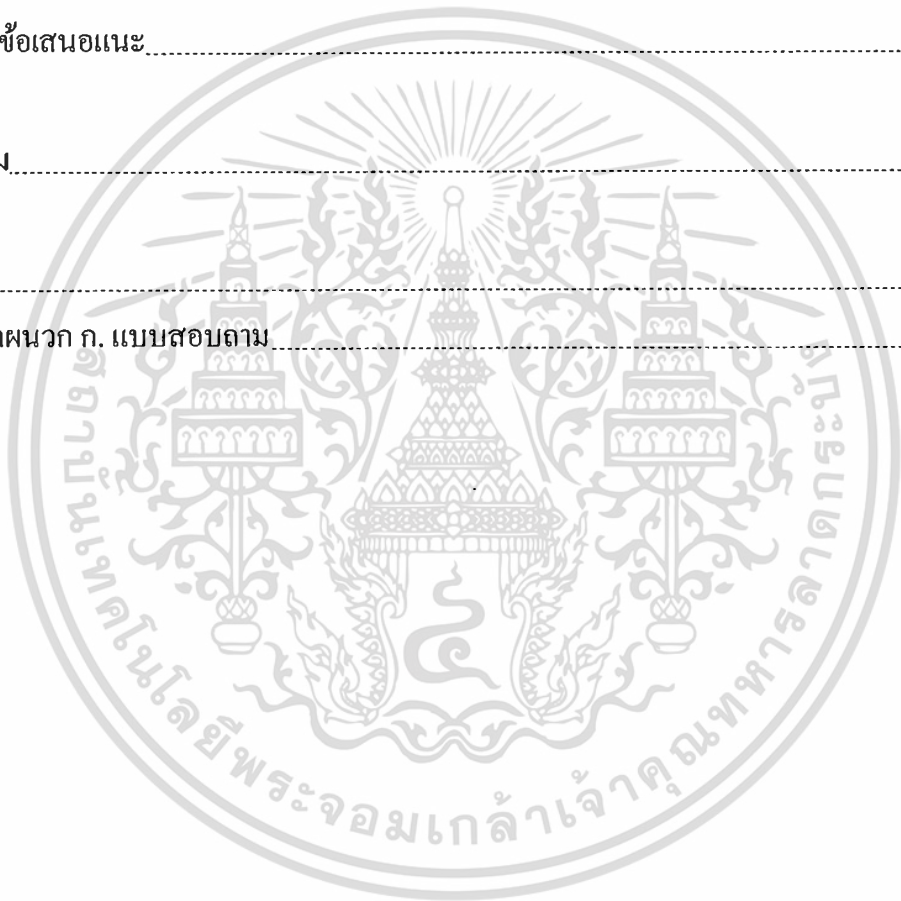 ข้อเสนอแนะ
ม
ผนวก ก. แบบสอบถาม
สถาบันเทคโนโลยีพระจอมเกล้าเจ้าคุณทหารลาดกระบัง
๔